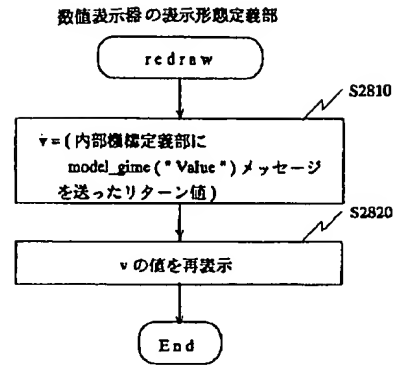 数値表示器の表示形態定義部
redraw
S2810
v=(内部機構定義部に
model_gime("Value")メッセージ
を送ったリターン値)
S2820
vの値を再表示
End